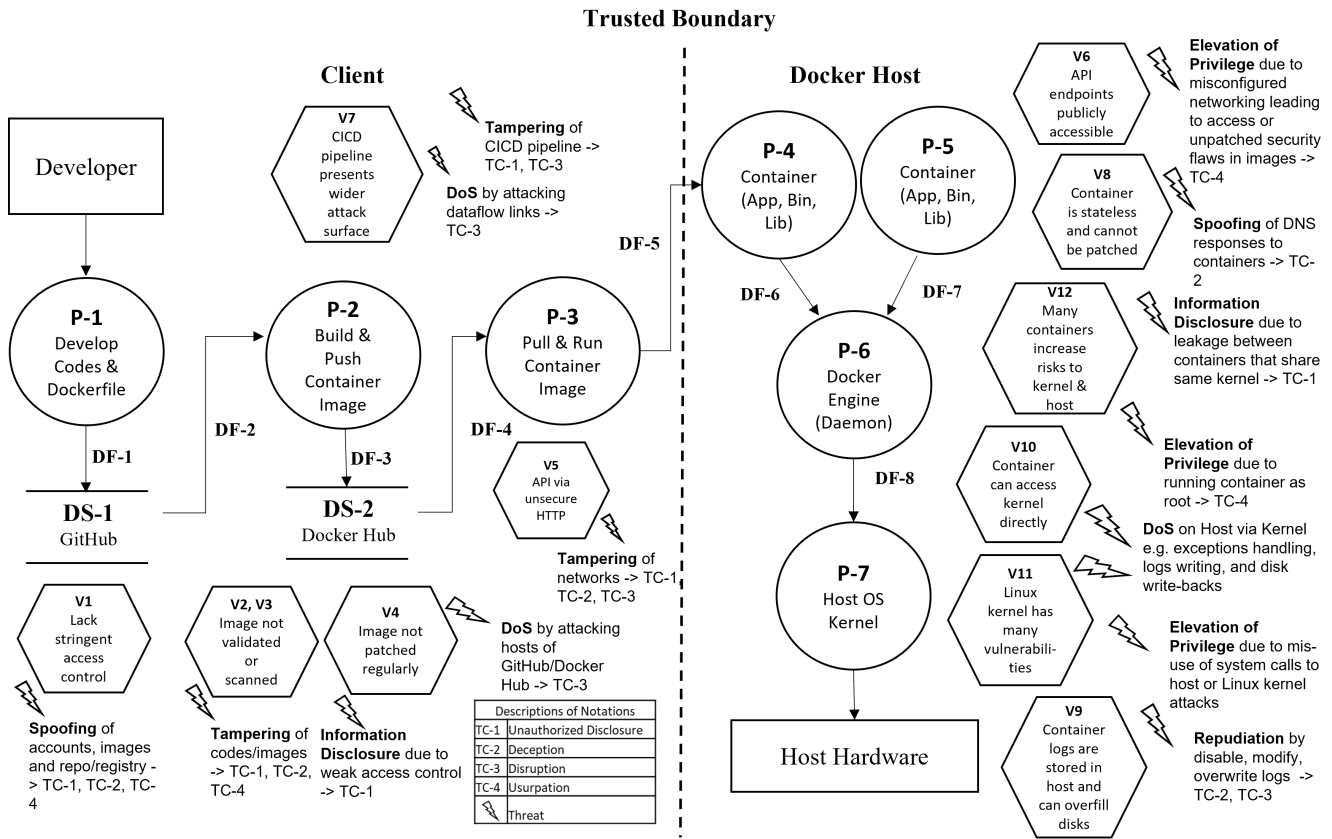 Trusted Boundary
Client
Docker Host
Developer
P-1
Develop
Codes &
Dockerfile
DF-1
DS-1
GitHub
DF-2
P-2
Build &
Push
Container
Image
DF-3
DS-2
Docker Hub
DF-4
P-3
Pull & Run
Container
Image
DF-5
V7
CICD
pipeline
presents
wider
attack
surface
Tampering of
CICD pipeline ->
TC-1, TC-3
DoS by attacking
dataflow links ->
TC-3
V5
API via
unsecure
HTTP
Tampering of
networks -> TC-1,
TC-2, TC-3
V1
Lack
stringent
access
control
Spoofing of
accounts, images
and repo/registry -
> TC-1, TC-2, TC-
4
V2, V3
Image not
validated
or
scanned
Tampering of
codes/images
-> TC-1, TC-2,
TC-4
V4
Image not
patched
regularly
Information
Disclosure due to
weak access control
-> TC-1
DoS by attacking
hosts of
GitHub/Docker
Hub -> TC-3
Descriptions of Notations
TC-1 Unauthorized Disclosure
TC-2 Deception
TC-3 Disruption
TC-4 Usurpation
Threat
P-4
Container
(App, Bin,
Lib)
P-5
Container
(App, Bin,
Lib)
DF-6
DF-7
P-6
Docker
Engine
(Daemon)
DF-8
P-7
Host OS
Kernel
Host Hardware
V6
API
endpoints
publicly
accessible
Elevation of
Privilege due to
misconfigured
networking leading
to access or
unpatched security
flaws in images ->
TC-4
V8
Container
is stateless
and cannot
be patched
Spoofing of DNS
responses to
containers -> TC-
2
V12
Many
containers
increase
risks to
kernel &
host
Information
Disclosure due to
leakage between
containers that share
same kernel -> TC-1
Elevation of
Privilege due to
running container as
root -> TC-4
V10
Container
can access
kernel
directly
DoS on Host via Kernel
e.g. exceptions handling,
logs writing, and disk
write-backs
V11
Linux
kernel has
many
vulnerabili-
ties
Elevation of
Privilege due to mis-
use of system calls to
host or Linux kernel
attacks
V9
Container
logs are
stored in
host and
can overfill
disks
Repudiation by
disable, modify,
overwrite logs ->
TC-2, TC-3